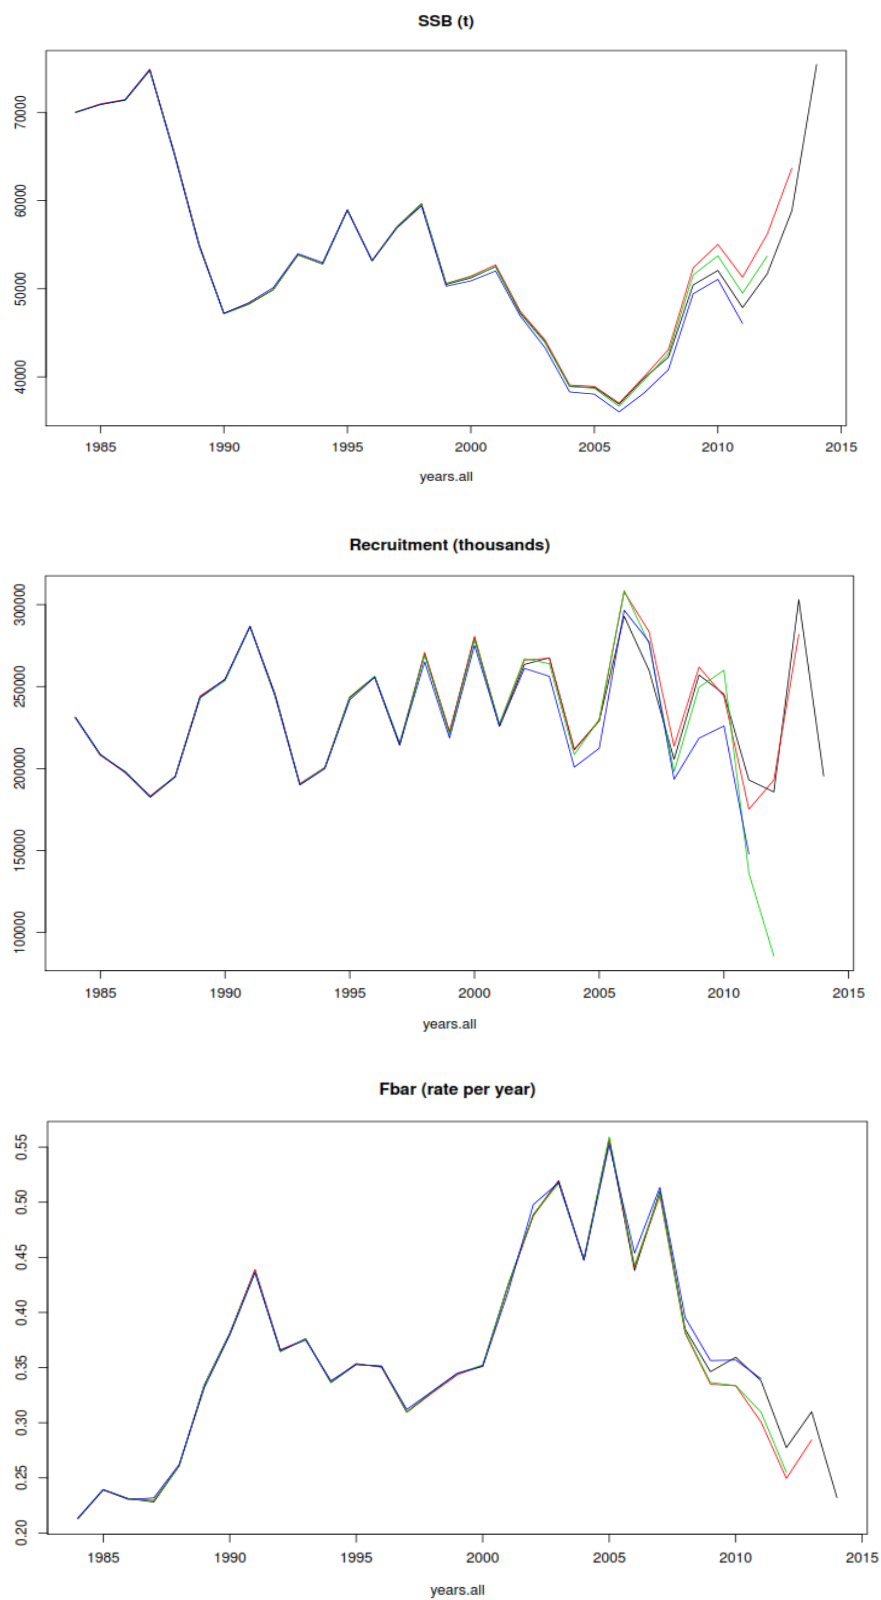 SSB (t)
70000
60000
50000
40000
1985 1990 1995 2000 2005 2010 2015
years.all
Recruitment (thousands)
300000
250000
200000
150000
100000
1985 1990 1995 2000 2005 2010 2015
years.all
Fbar (rate per year)
0.55
0.50
0.45
0.40
0.35
0.30
0.25
0.20
1985 1990 1995 2000 2005 2010 2015
years.all